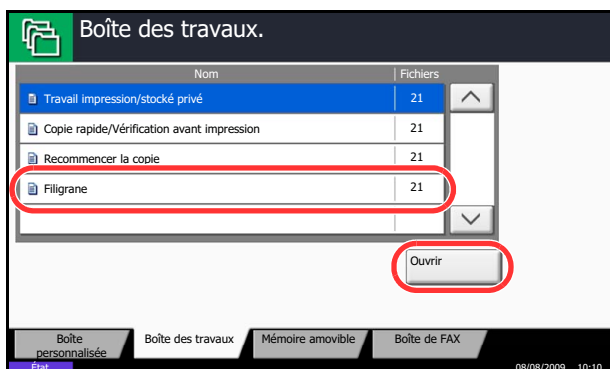 Boîte des travaux.
Nom Fichiers
Travail impression/stocké privé 21
Copie rapide/Vérification avant impression 21
Recommencer la copie 21
Filigrane 21
Ouvrir
Boîte personnalisée Boîte des travaux Mémoire amovible Boîte de FAX
État 08/08/2009 10:10